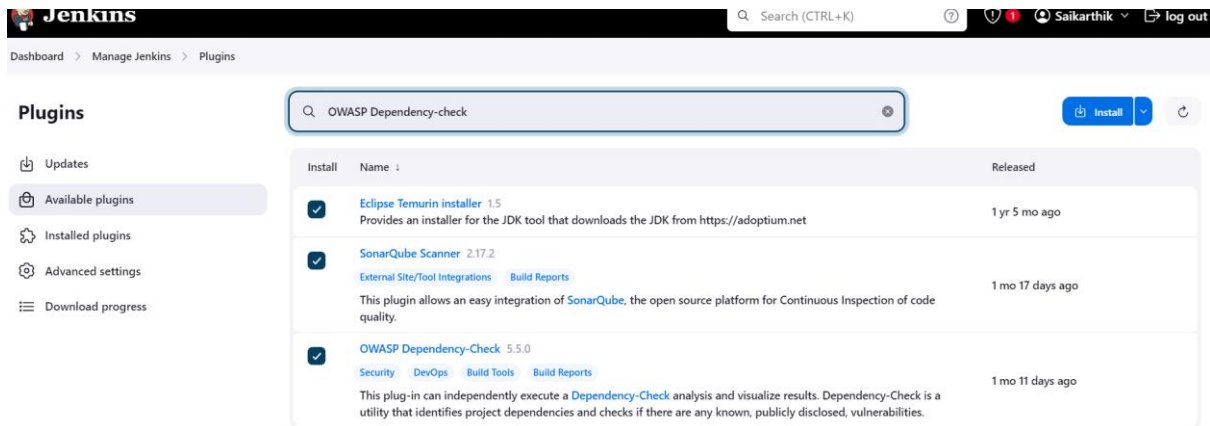 Jenkins
Search (CTRL+K)
1
Saikarthik
log out
Dashboard > Manage Jenkins > Plugins
Plugins
OWASP Dependency-check
Install
Updates
Available plugins
Installed plugins
Advanced settings
Download progress
Install Name ↓ Released
Eclipse Temurin installer 1.5
Provides an installer for the JDK tool that downloads the JDK from https://adoptium.net
1 yr 5 mo ago
SonarQube Scanner 2.17.2
External Site/Tool Integrations Build Reports
This plugin allows an easy integration of SonarQube, the open source platform for Continuous Inspection of code
quality.
1 mo 17 days ago
OWASP Dependency-Check 5.5.0
Security DevOps Build Tools Build Reports
This plug-in can independently execute a Dependency-Check analysis and visualize results. Dependency-Check is a
utility that identifies project dependencies and checks if there are any known, publicly disclosed, vulnerabilities.
1 mo 11 days ago